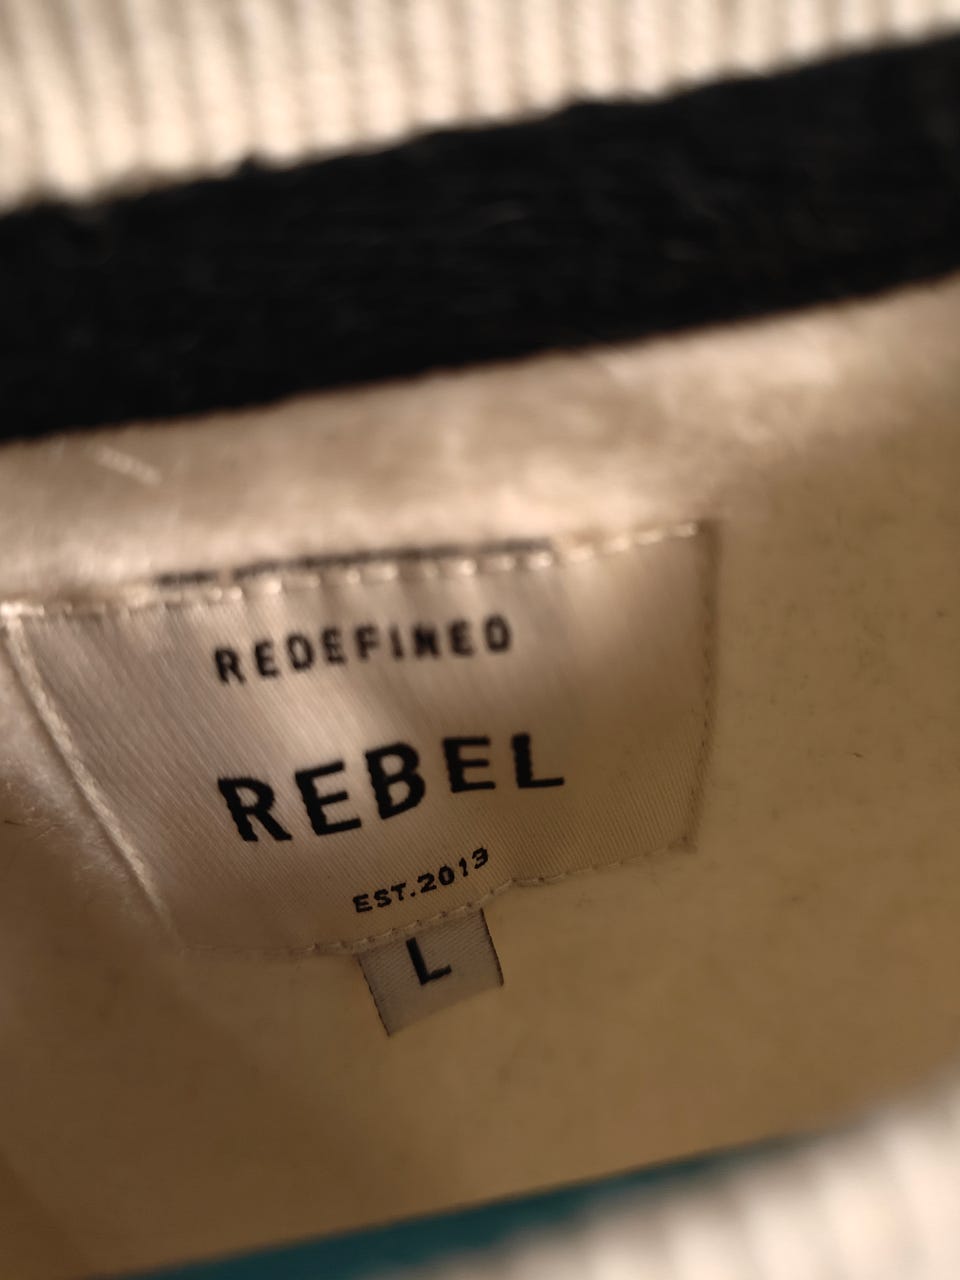 REDEFINED
REBEL
EST.2013
L